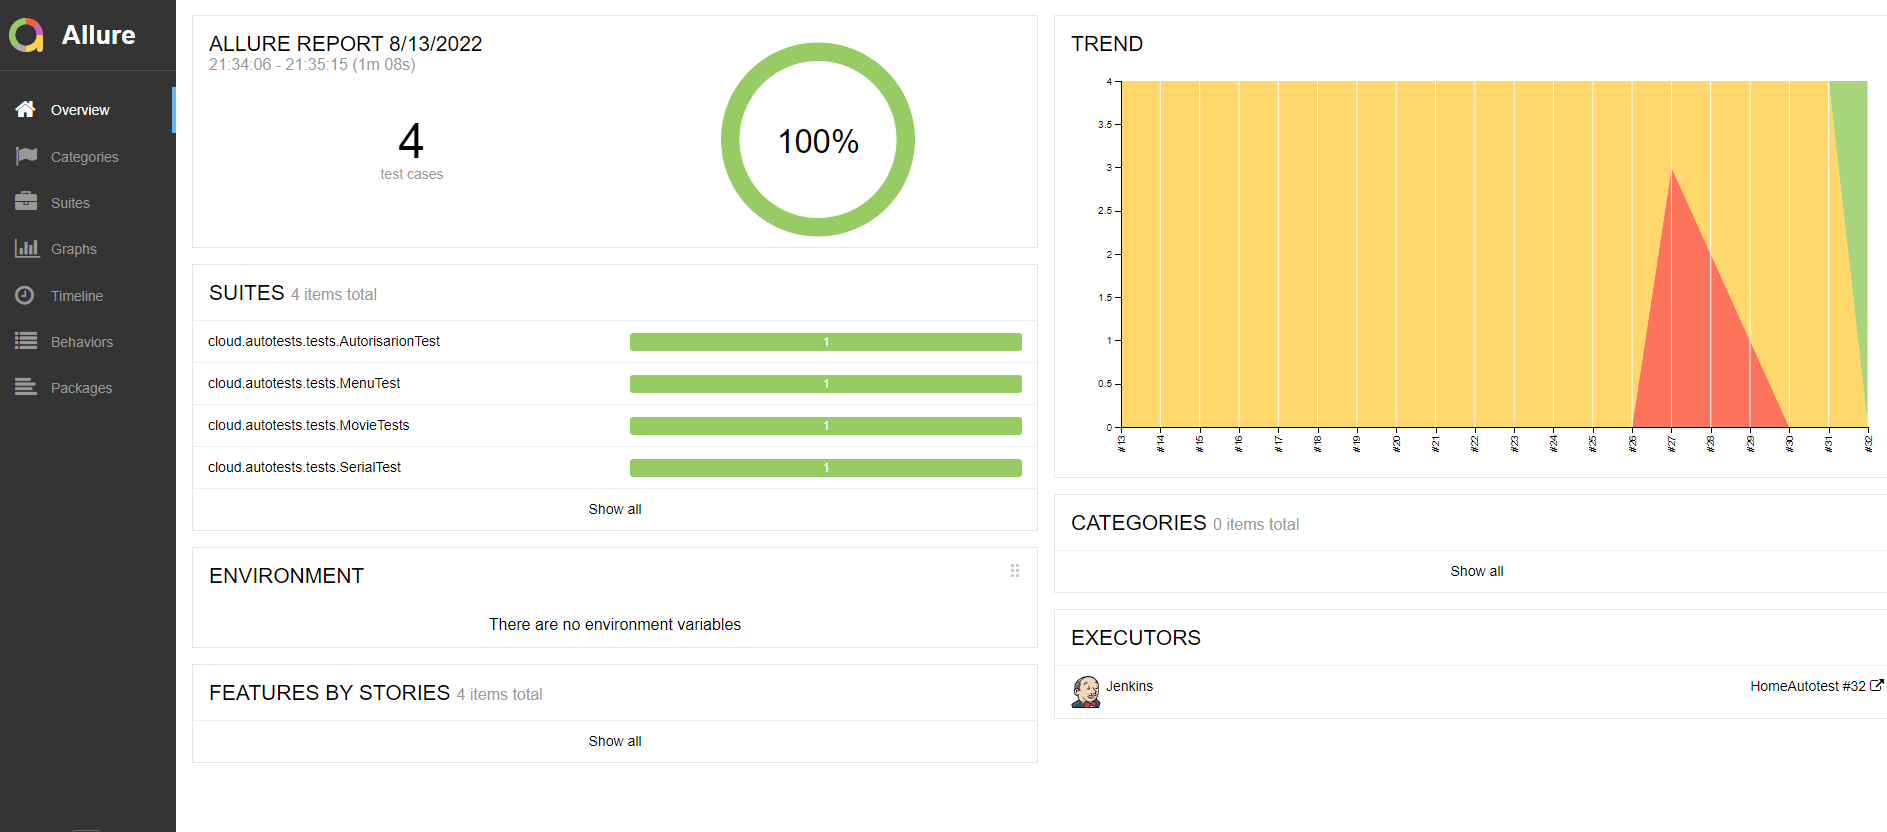 Allure
Overview
Categories
Suites
Graphs
Timeline
Behaviors
Packages
ALLURE REPORT 8/13/2022
21:34:06 - 21:35:15 (1m 08s)
4
test cases
100%
SUITES 4 items total
cloud.autotests.tests.AutorisarionTest 1
cloud.autotests.tests.MenuTest 1
cloud.autotests.tests.MovieTests 1
cloud.autotests.tests.SerialTest 1
Show all
ENVIRONMENT
There are no environment variables
FEATURES BY STORIES 4 items total
Show all
TREND
4
3.5
3
2.5
2
1.5
1
0.5
0
#13 #14 #15 #16 #17 #18 #19 #20 #21 #22 #23 #24 #25 #26 #27 #28 #29 #30 #31 #32
CATEGORIES 0 items total
Show all
EXECUTORS
Jenkins HomeAutotest #32